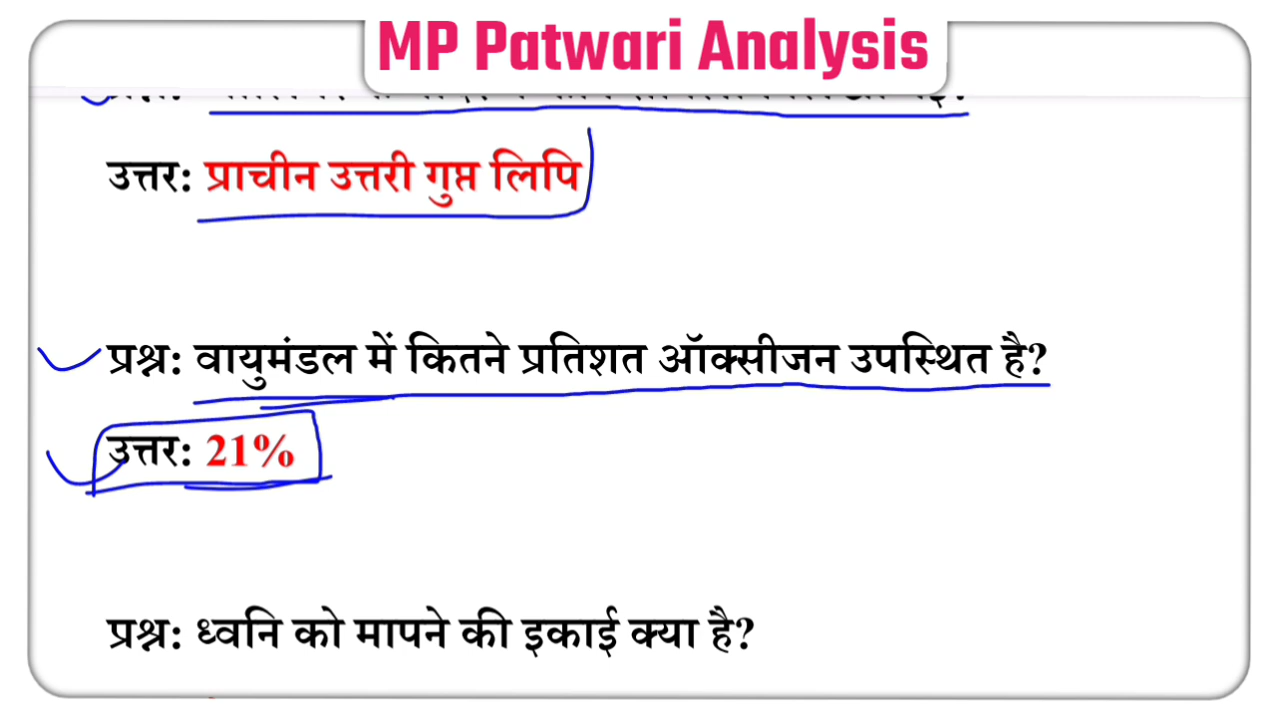 MP Patwari Analysis
उत्तर: प्राचीन उत्तरी गुप्त लिपि
प्रश्न: वायुमंडल में कितने प्रतिशत ऑक्सीजन उपस्थित है?
उत्तर: 21%
प्रश्न: ध्वनि को मापने की इकाई क्या है?